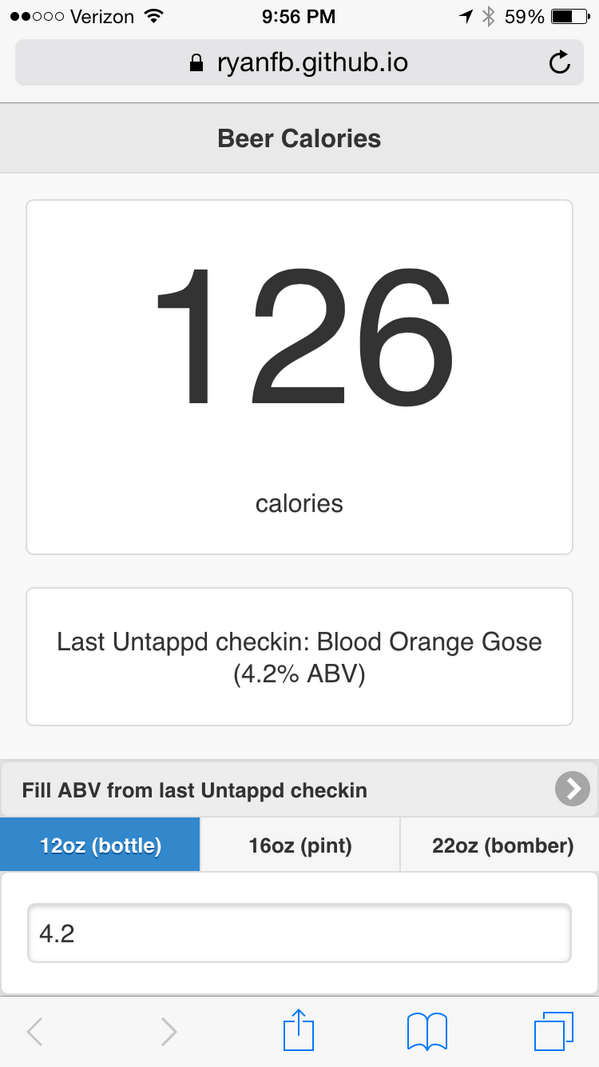 Verizon 9:56 PM 59%
ryanfb.github.io
Beer Calories
126
calories
Last Untappd checkin: Blood Orange Gose
(4.2% ABV)
Fill ABV from last Untappd checkin
12oz (bottle) 16oz (pint) 22oz (bomber)
4.2